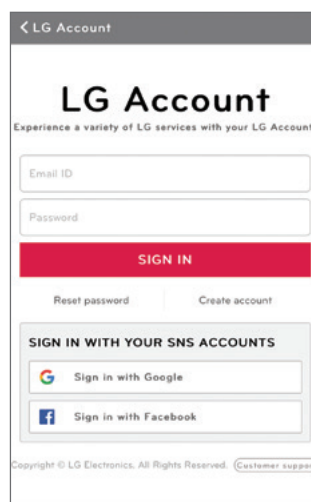 LG Account
LG Account
Experience a variety of LG services with your LG Account
Email ID
Password
SIGN IN
Reset password Create account
SIGN IN WITH YOUR SNS ACCOUNTS
Sign in with Google
Sign in with Facebook
Copyright © LG Electronics. All Rights Reserved. Customer suppor